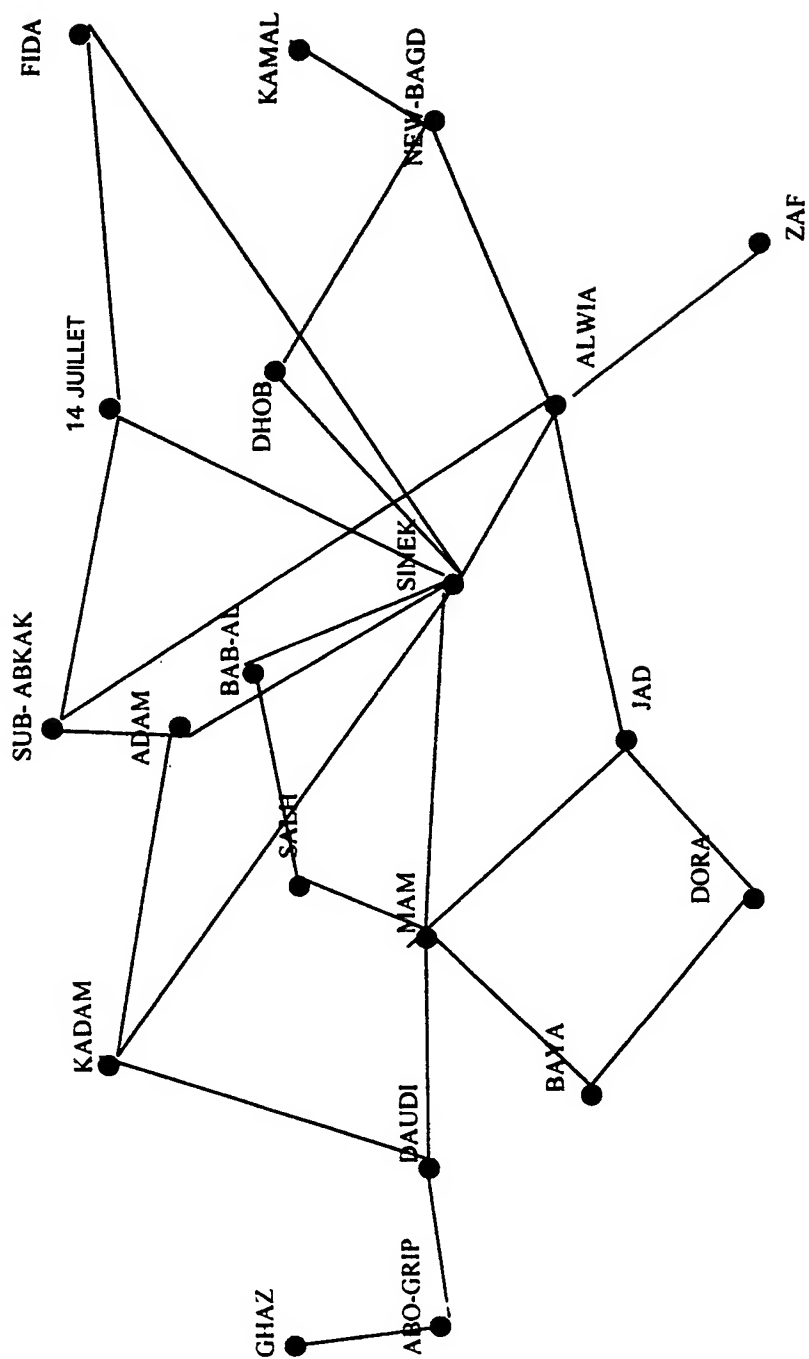 FIDA
KAMAL
NEW-BAGD
ZAF
14 JUILLET
DHOB
ALWIA
SINEK
SUB- ABKAK
ADAM
BAB-AL
JAD
SALH
MAM
DORA
KADAM
BAYA
DAUDI
GHAZ
ABO-GRIP